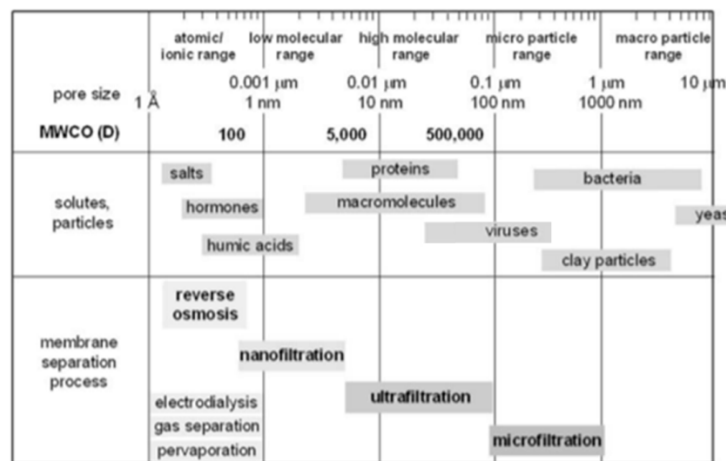 atomic/ low molecular high molecular micro particle macro particle
ionic range range range range range
0.001 μm 0.01 μm 0.1 μm 1 μm 10 μm
pore size
1 Å 1 nm 10 nm 100 nm 1000 nm
MWCO (D) 100 5,000 500,000
solutes,
particles
salts proteins bacteria
hormones macromolecules yeas
humic acids viruses
clay particles
membrane
separation
process
reverse
osmosis
nanofiltration
electrodialysis ultrafiltration
gas separation
pervaporation microfiltration